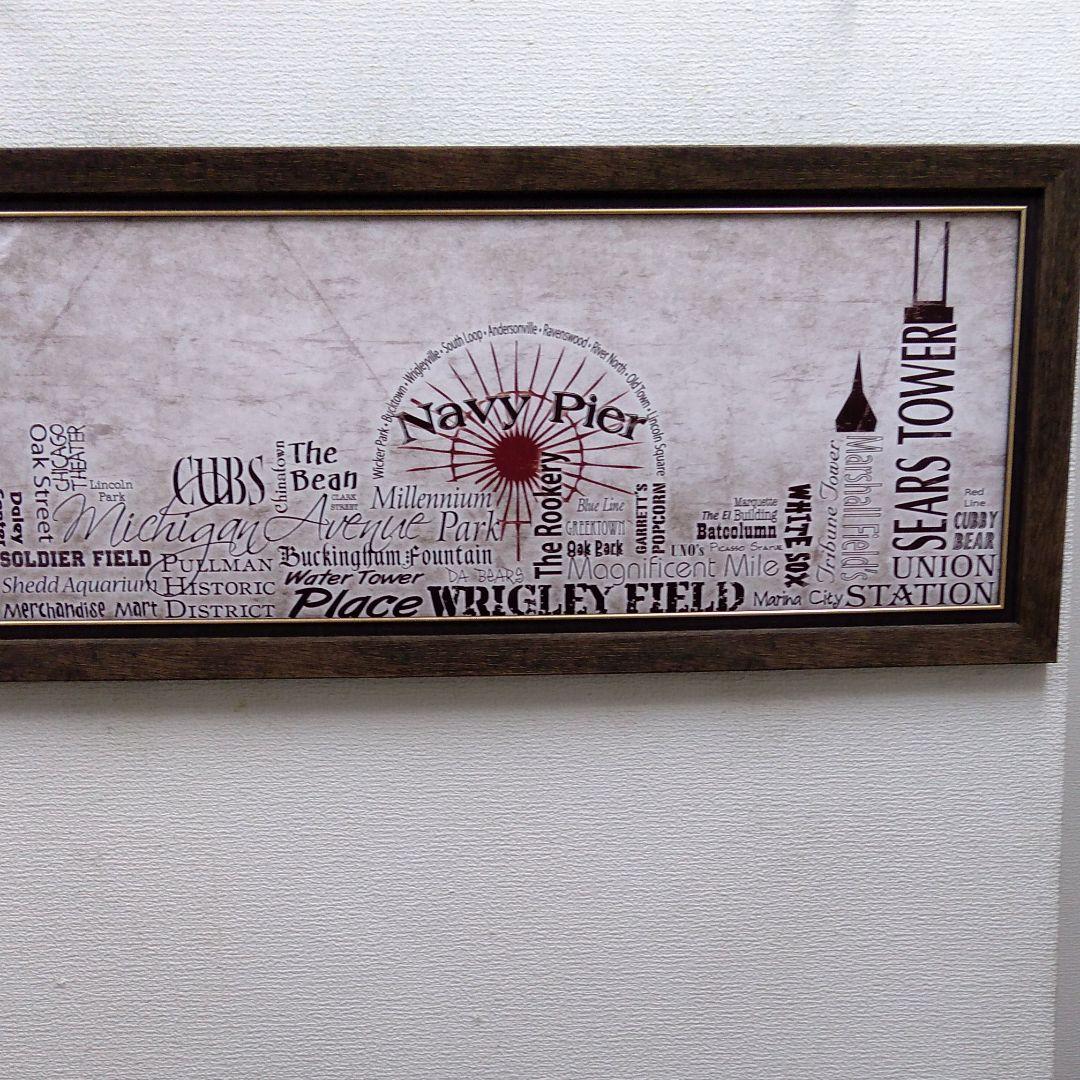 Wicker Park • Bucktown • Wrigleyville • South Loop • Andersonville • Ravenswood • River North • Old Town • Lincoln Square
Navy Pier
Daley
Center
Oak Street
CHICAGO
THEATER
Lincoln
Park
CUBS
Chinatown
The
Bean
CLARK
STREET
Michigan Avenue
Millennium
Park
The Rookery
Blue Line
GREEKTOWN
Oak Park
GARRETT'S
POPCORN
UNO'S
Marquette
Building
The El
Batcolumn
Picasso Statue
WHITE SOX
Tribune Tower
Marshall Field's
SEARS TOWER
Red
Line
CUBBY
BEAR
SOLDIER FIELD
Shedd Aquarium
Merchandise Mart
PULLMAN
HISTORIC
DISTRICT
Buckingham Fountain
Water Tower
Place
DA BEARS
Magnificent Mile
WRIGLEY FIELD
Marina City
UNION
STATION